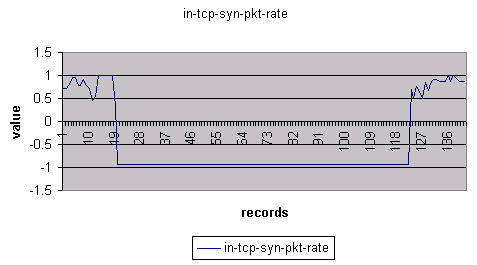 in-tcp-syn-pkt-rate
1.5
1
0.5
0
-0.5
-1
-1.5
value
1 10 19 28 37 46 55 64 73 82 91 100 109 118 127 136
records
in-tcp-syn-pkt-rate